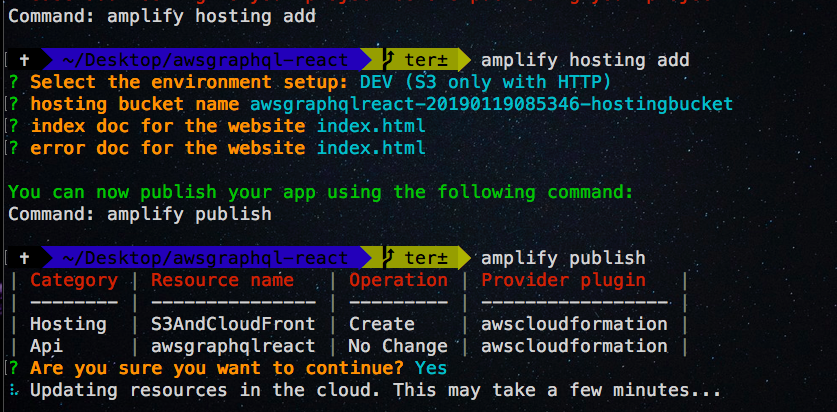 Command: amplify hosting add
~/Desktop/awsgraphql-react ter± amplify hosting add
? Select the environment setup: DEV (S3 only with HTTP)
? hosting bucket name awsgraphqlreact-20190119085346-hostingbucket
? index doc for the website index.html
? error doc for the website index.html
You can now publish your app using the following command:
Command: amplify publish
~/Desktop/awsgraphql-react ter± amplify publish
| Category | Resource name | Operation | Provider plugin |
| -------- | --------------- | --------- | ----------------- |
| Hosting | S3AndCloudFront | Create | awscloudformation |
| Api | awsgraphqlreact | No Change | awscloudformation |
? Are you sure you want to continue? Yes
Updating resources in the cloud. This may take a few minutes...